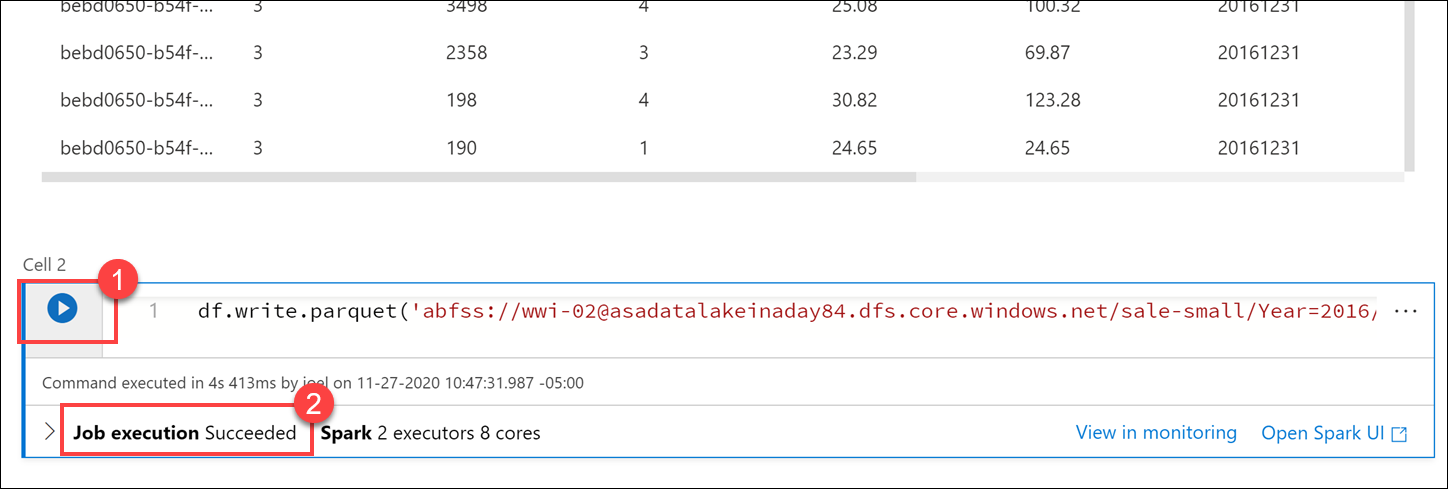 bebd0650-b54f-... 3 3498 4 25.08 100.32 20161231
bebd0650-b54f-... 3 2358 3 23.29 69.87 20161231
bebd0650-b54f-... 3 198 4 30.82 123.28 20161231
bebd0650-b54f-... 3 190 1 24.65 24.65 20161231
Cell 2
1
1 df.write.parquet('abfss://wwi-02@asadatalakeinaday84.dfs.core.windows.net/sale-small/Year=2016/ ...
Command executed in 4s 413ms by joel on 11-27-2020 10:47:31.987 -05:00
2
Job execution Succeeded Spark 2 executors 8 cores View in monitoring Open Spark UI